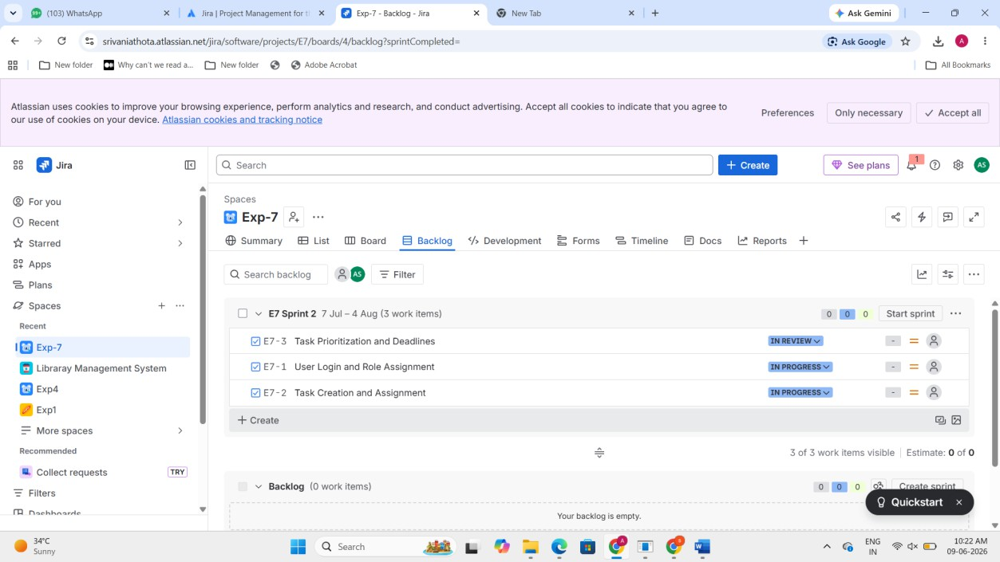 (103) WhatsApp
Jira | Project Management for t
Exp-7 - Backlog - Jira
New Tab
Ask Gemini
srivaniathota.atlassian.net/jira/software/projects/E7/boards/4/backlog?sprintCompleted=
Ask Google
A
New folder
Why can't we read a...
New folder
Adobe Acrobat
All Bookmarks
Atlassian uses cookies to improve your browsing experience, perform analytics and research, and conduct advertising. Accept all cookies to indicate that you agree to
our use of cookies on your device. Atlassian cookies and tracking notice
Preferences
Only necessary
Accept all
Jira
Search
+ Create
See plans
1
AS
For you
Recent
Starred
Apps
Plans
Spaces
Recent
Exp-7
Libraray Management System
Exp4
Exp1
More spaces
Recommended
Collect requests
TRY
Filters
Dashboards
Spaces
Exp-7
Summary
List
Board
Backlog
Development
Forms
Timeline
Docs
Reports
Search backlog
AS
Filter
E7 Sprint 2 7 Jul – 4 Aug (3 work items)
0 0 0
Start sprint
E7-3 Task Prioritization and Deadlines IN REVIEW -
E7-1 User Login and Role Assignment IN PROGRESS -
E7-2 Task Creation and Assignment IN PROGRESS -
+ Create
3 of 3 work items visible
Estimate: 0 of 0
Backlog (0 work items)
0 0 0
Create sprint
Quickstart
Your backlog is empty.
34°C
Sunny
Search
ENG
IN
10:22 AM
09-06-2026